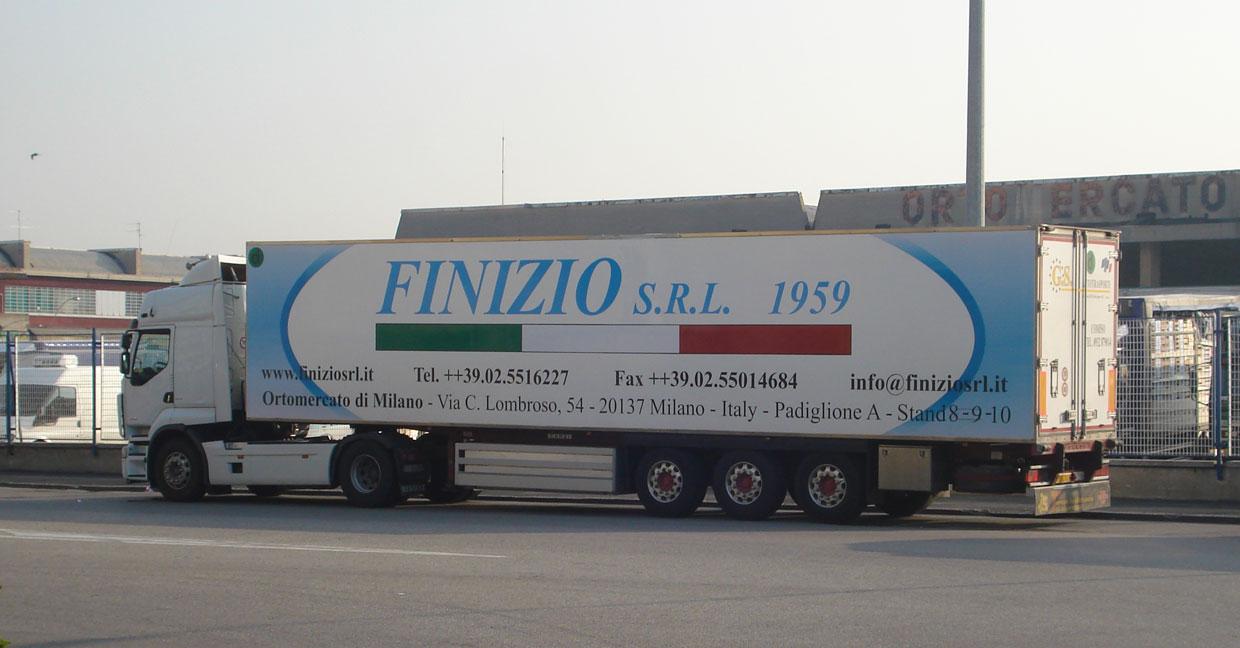 ORTOMERCATO
FINIZIO S.R.L. 1959
www.finiziosrl.it Tel. ++39.02.5516227 Fax ++39.02.55014684 info@finiziosrl.it
Ortomercato di Milano - Via C. Lombroso, 54 - 20137 Milano - Italy - Padiglione A - Stand 8-9-10
G.S.